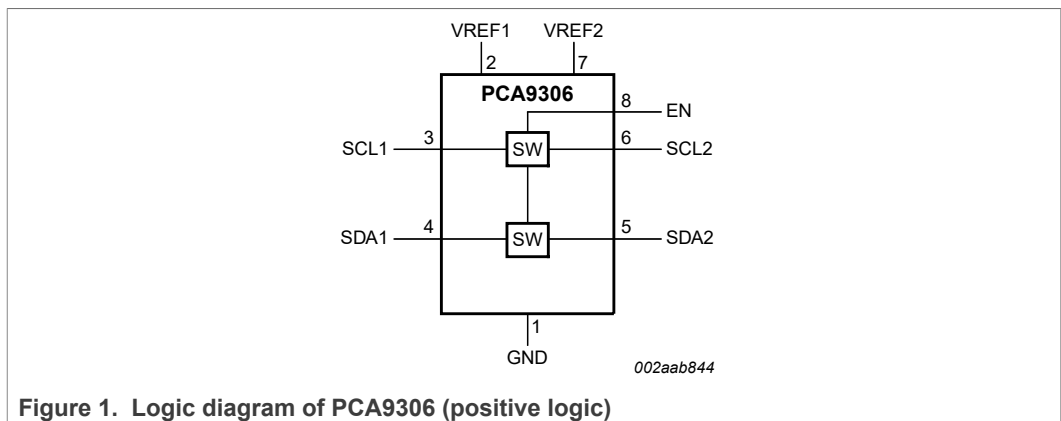 VREF1 VREF2
2 7
PCA9306
8 EN
SCL1 3 SW 6 SCL2
SDA1 4 SW 5 SDA2
1
GND
002aab844
Figure 1. Logic diagram of PCA9306 (positive logic)